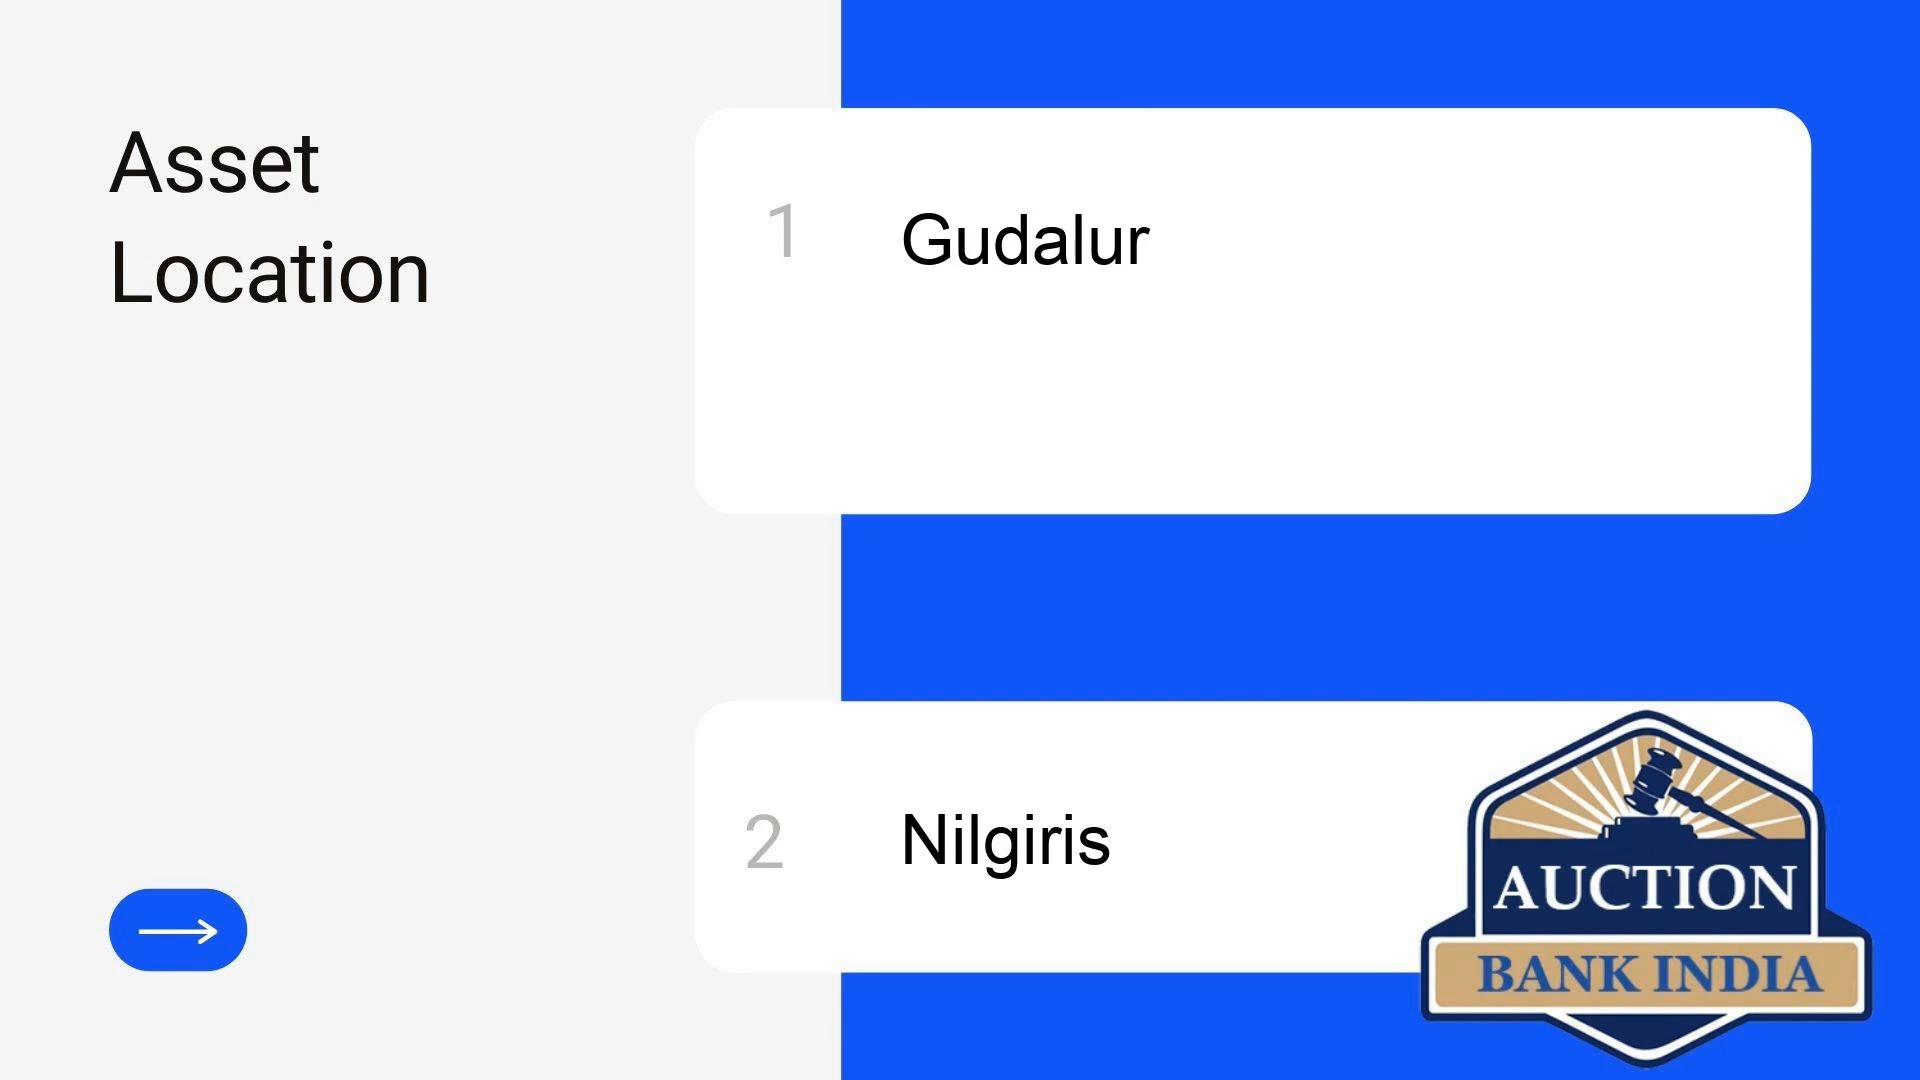 Asset
Location
1 Gudalur
2 Nilgiris
AUCTION
BANK INDIA